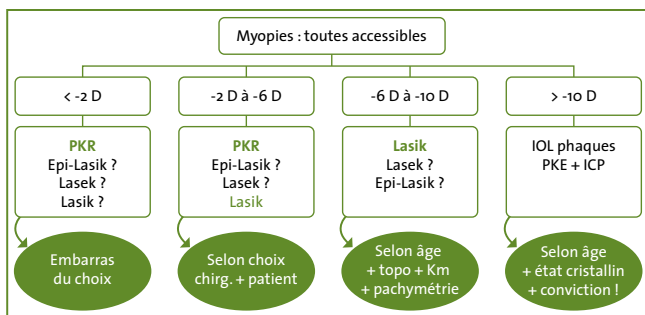 Myopies : toutes accessibles
< -2 D
-2 D à -6 D
-6 D à -10 D
> -10 D
PKR
Epi-Lasik ?
Lasek ?
Lasik ?
PKR
Epi-Lasik ?
Lasek ?
Lasik
Lasik
Lasek ?
Epi-Lasik ?
IOL phaques
PKE + ICP
Embarras
du choix
Selon choix
chirg. + patient
Selon âge
+ topo + Km
+ pachymétrie
Selon âge
+ état cristallin
+ conviction !